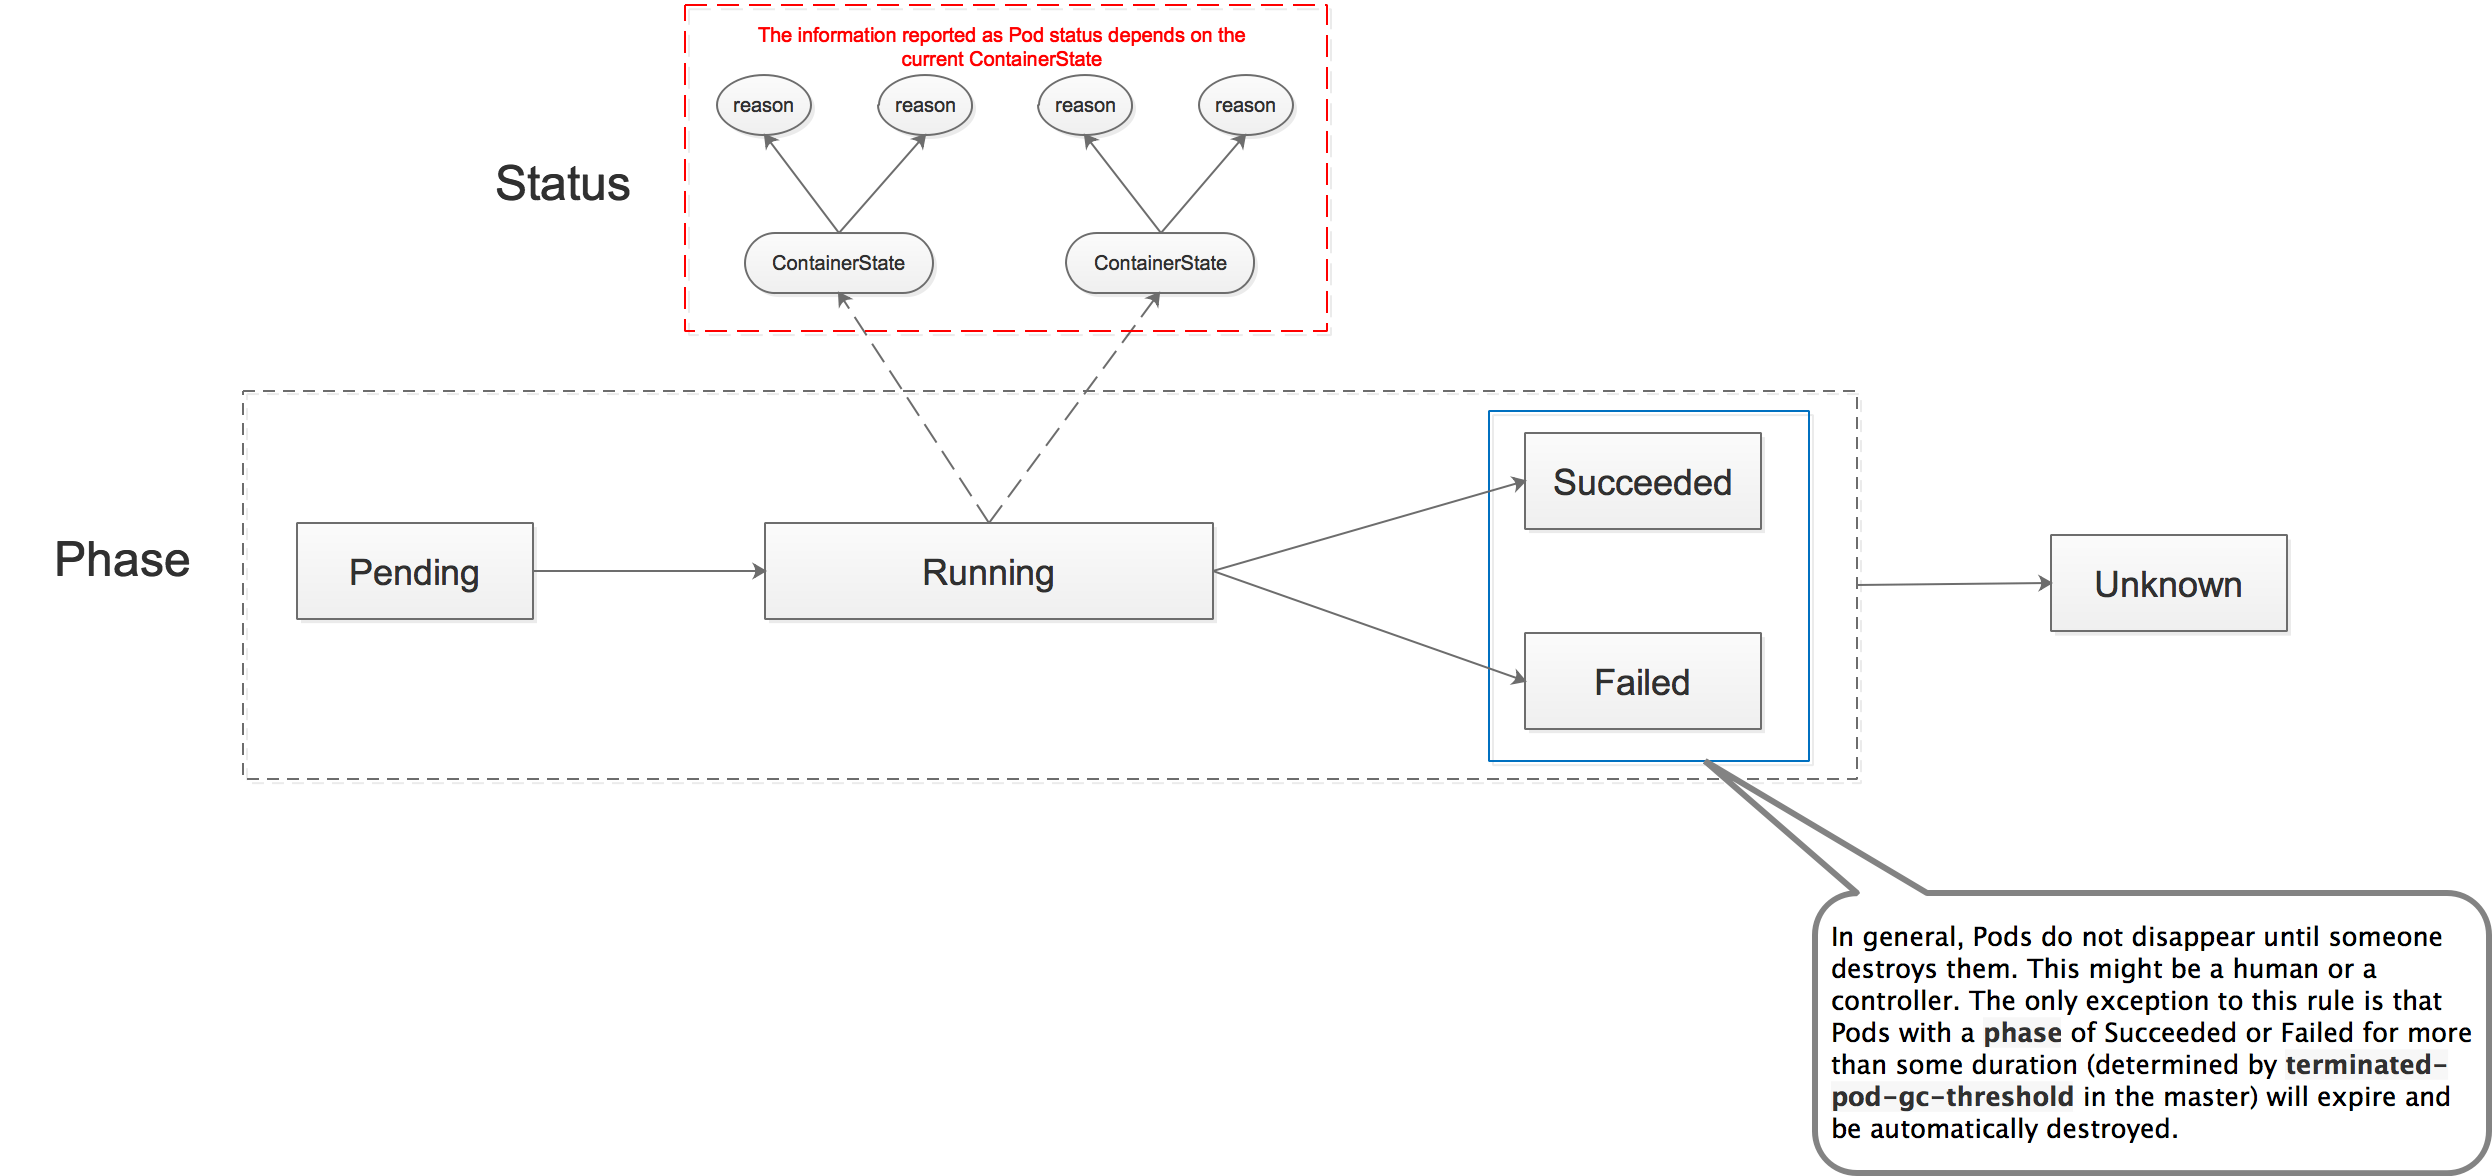 The information reported as Pod status depends on the
current ContainerState
reason
reason
reason
reason
Status
ContainerState
ContainerState
Succeeded
Phase
Pending
Running
Unknown
Failed
In general, Pods do not disappear until someone
destroys them. This might be a human or a
controller. The only exception to this rule is that
Pods with a phase of Succeeded or Failed for more
than some duration (determined by terminated-
pod-gc-threshold in the master) will expire and
be automatically destroyed.